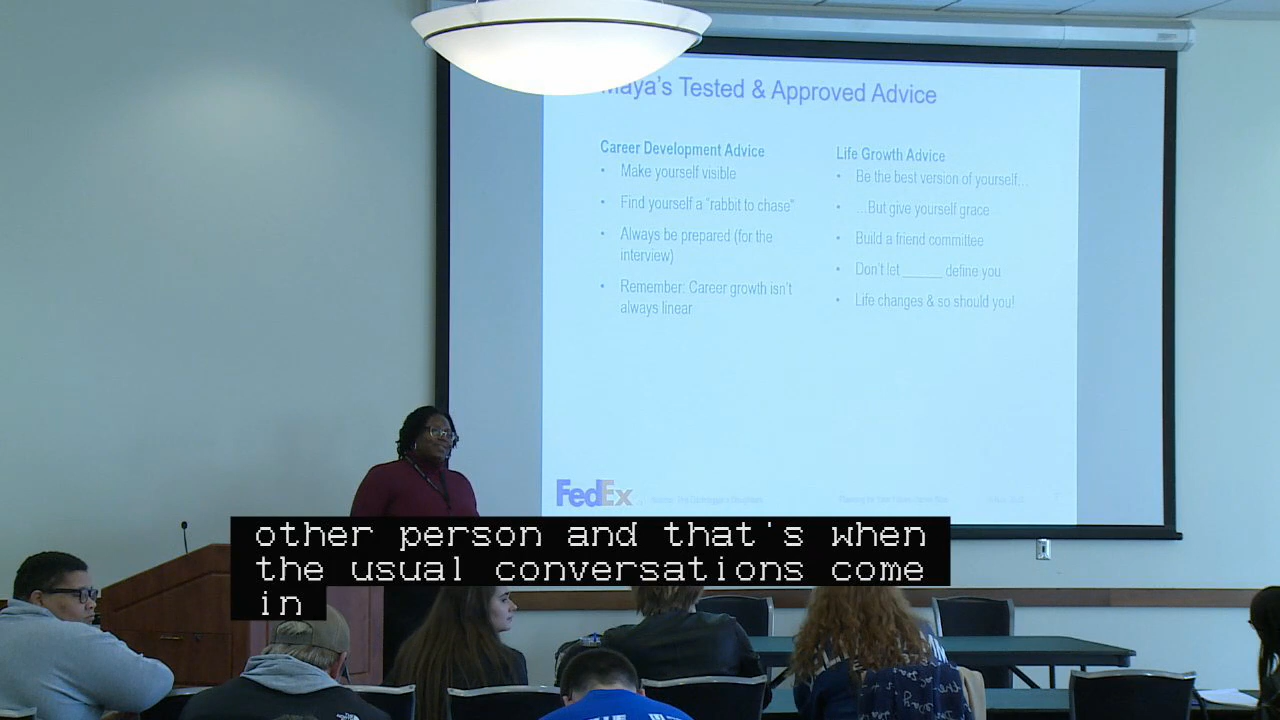 Maya's Tested & Approved Advice
Career Development Advice
• Make yourself visible
• Find yourself a "rabbit to chase"
• Always be prepared (for the
interview)
• Remember: Career growth isn't
always linear
Life Growth Advice
• Be the best version of yourself…
• …But give yourself grace
• Build a friend committee
• Don't let ______ define you
• Life changes & so should you!
FedEx
other person and that's when
the usual conversations come
in